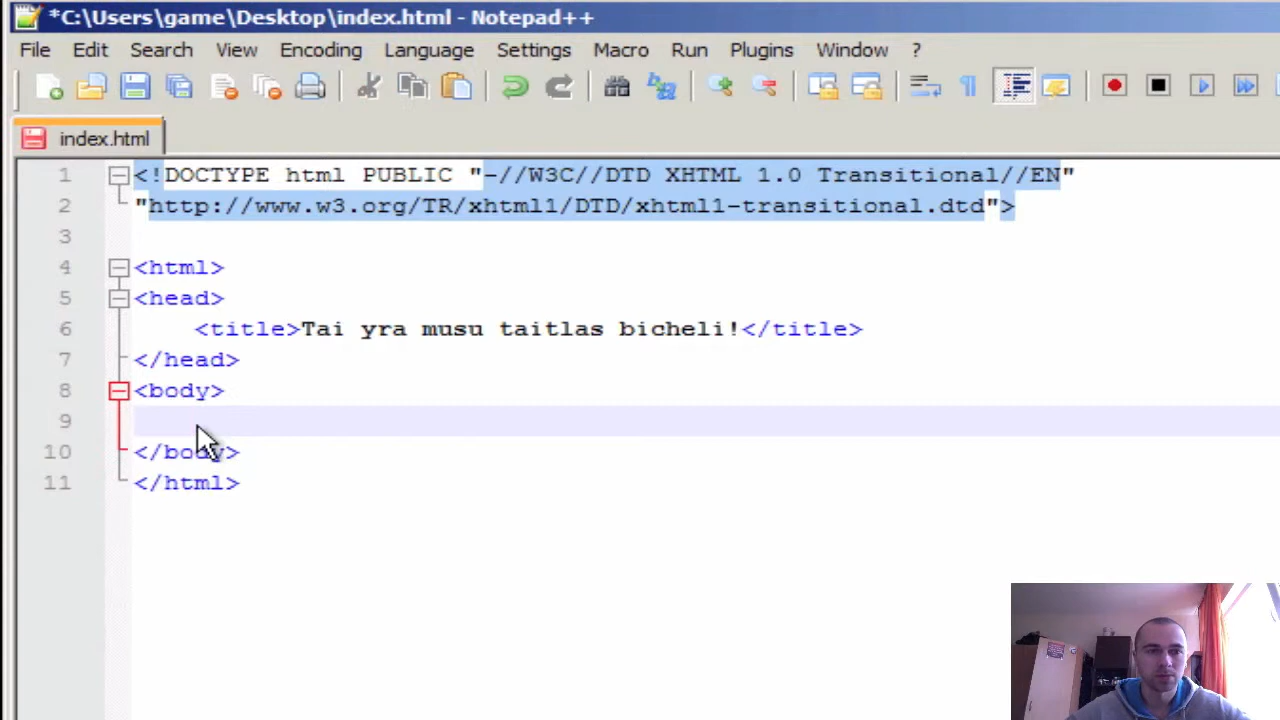 *C:\Users\game\Desktop\index.html - Notepad++
File Edit Search View Encoding Language Settings Macro Run Plugins Window ?
index.html
1 <!DOCTYPE html PUBLIC "-//W3C//DTD XHTML 1.0 Transitional//EN"
2 "http://www.w3.org/TR/xhtml1/DTD/xhtml1-transitional.dtd">
3
4 <html>
5 <head>
6 <title>Tai yra musu taitlas bicheli!</title>
7 </head>
8 <body>
9
10 </body>
11 </html>